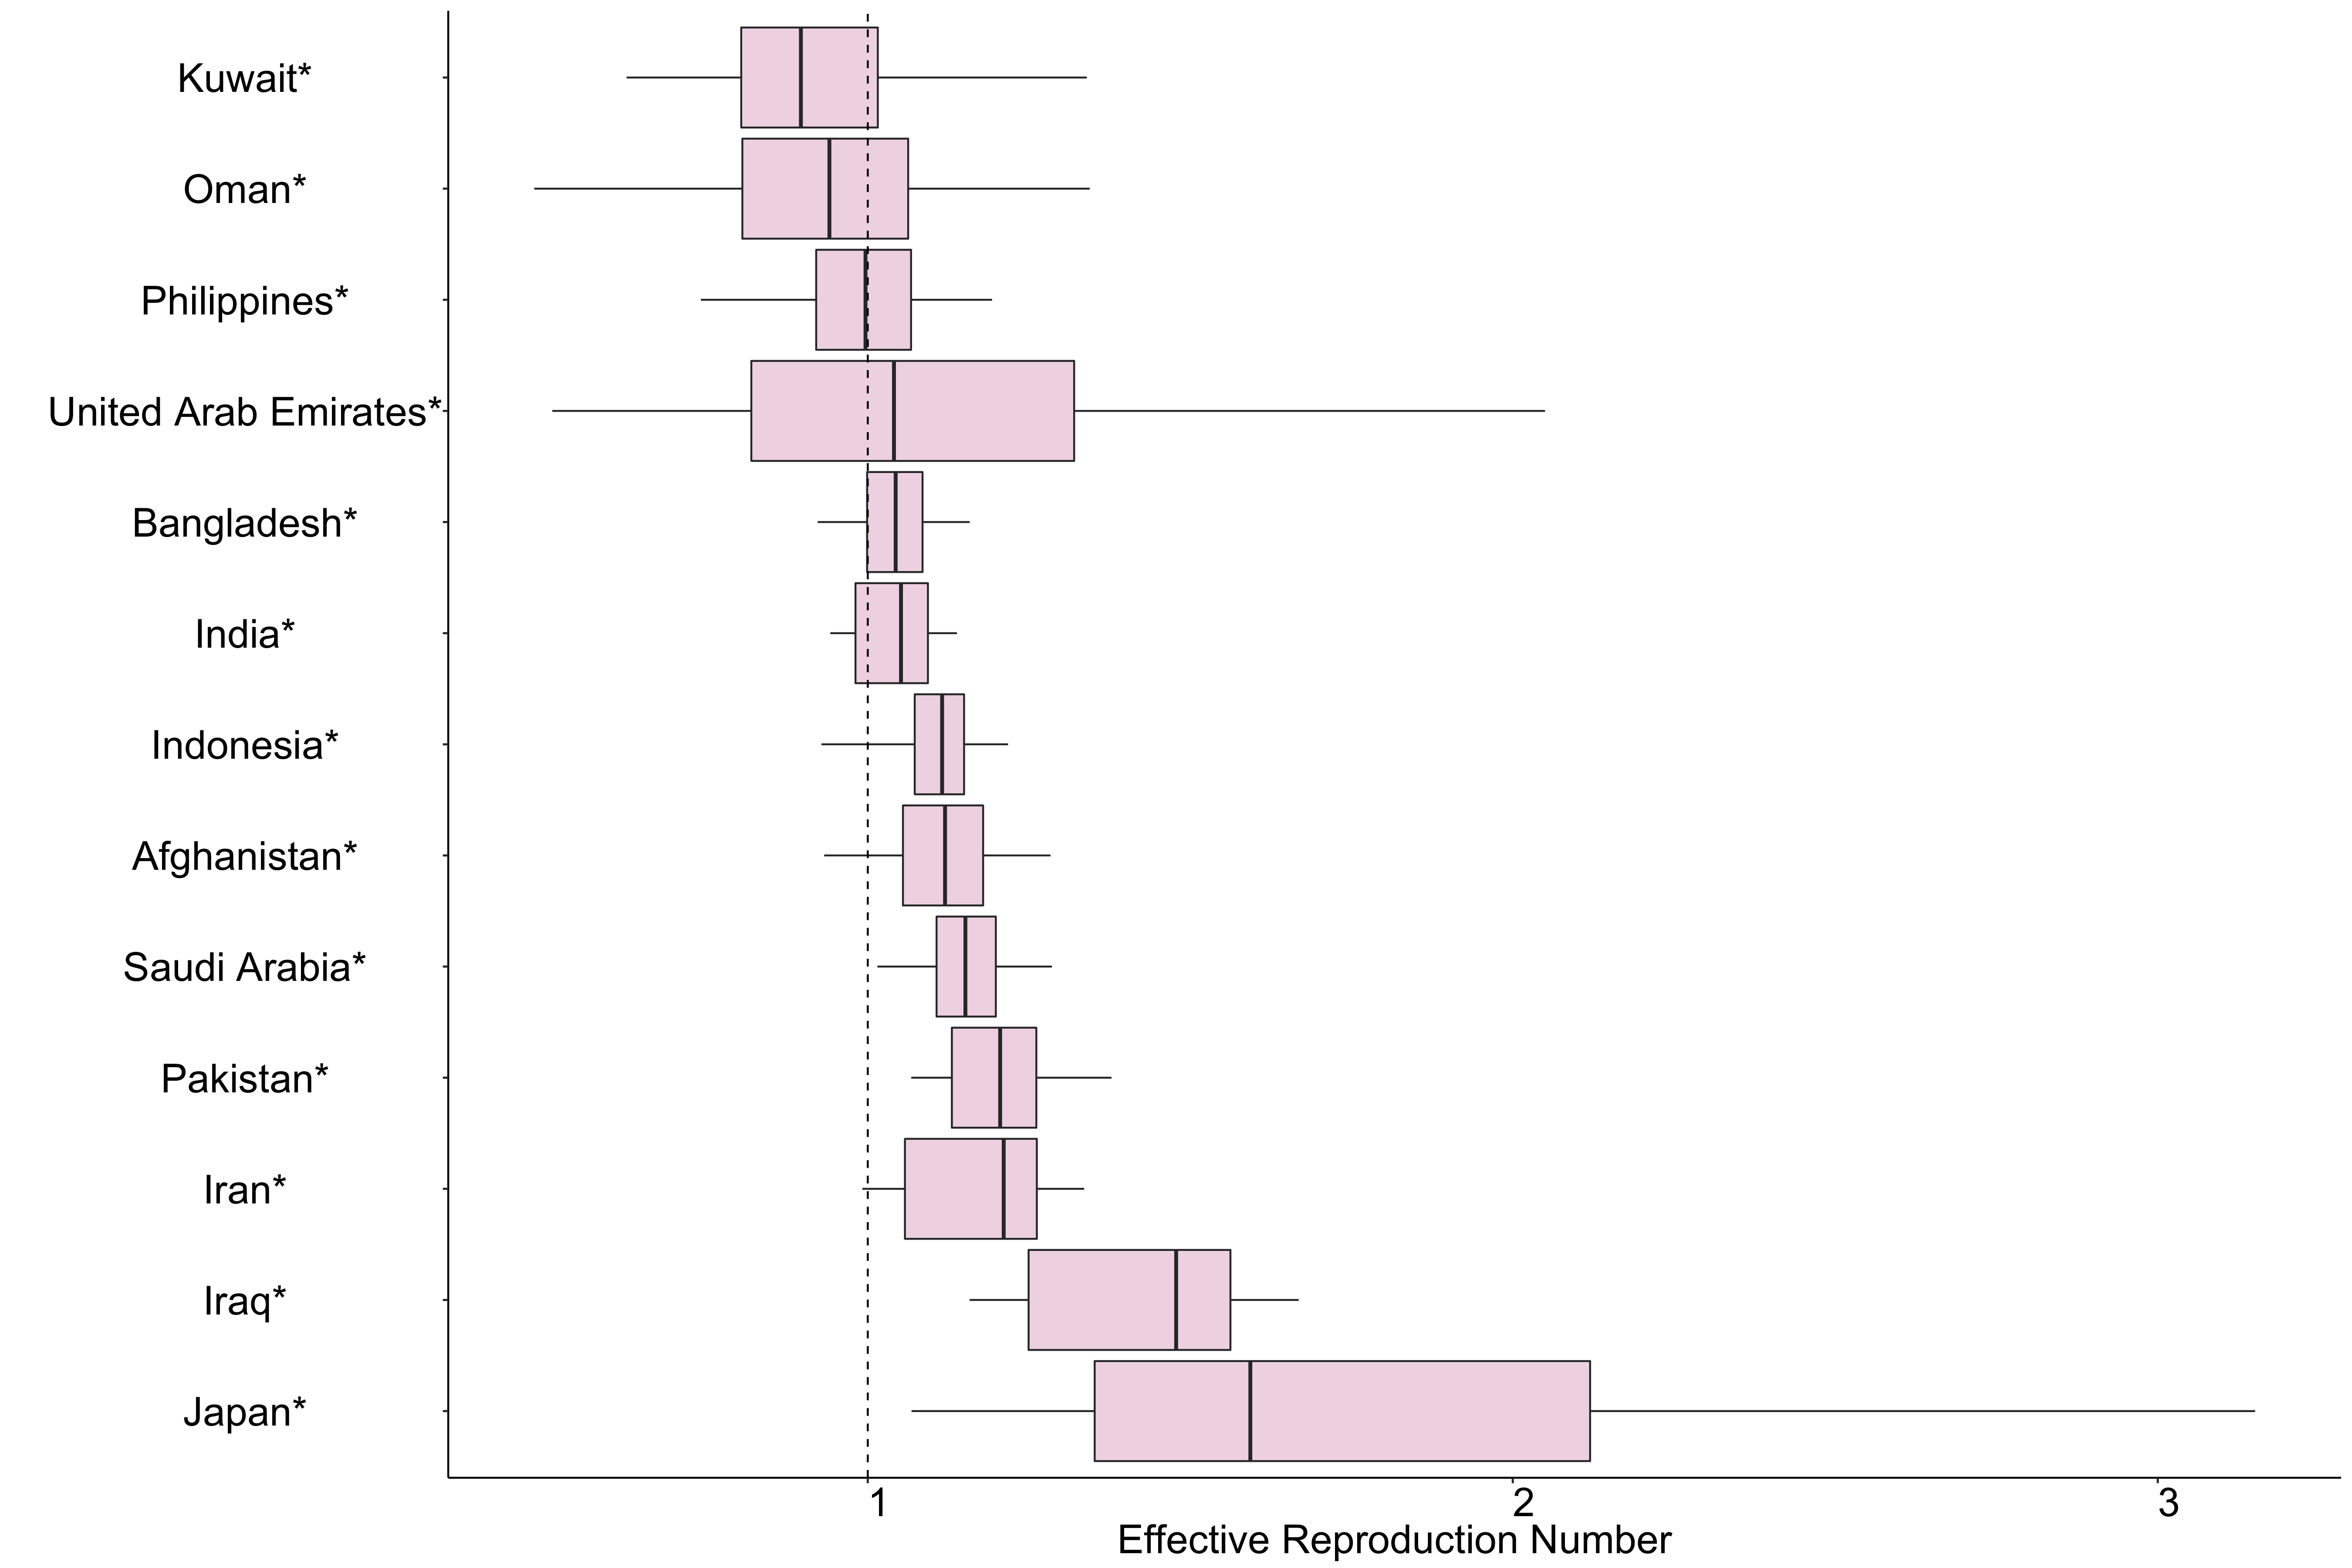 Kuwait*
Oman*
Philippines*
United Arab Emirates*
Bangladesh*
India*
Indonesia*
Afghanistan*
Saudi Arabia*
Pakistan*
Iran*
Iraq*
Japan*
1 2 3
Effective Reproduction Number